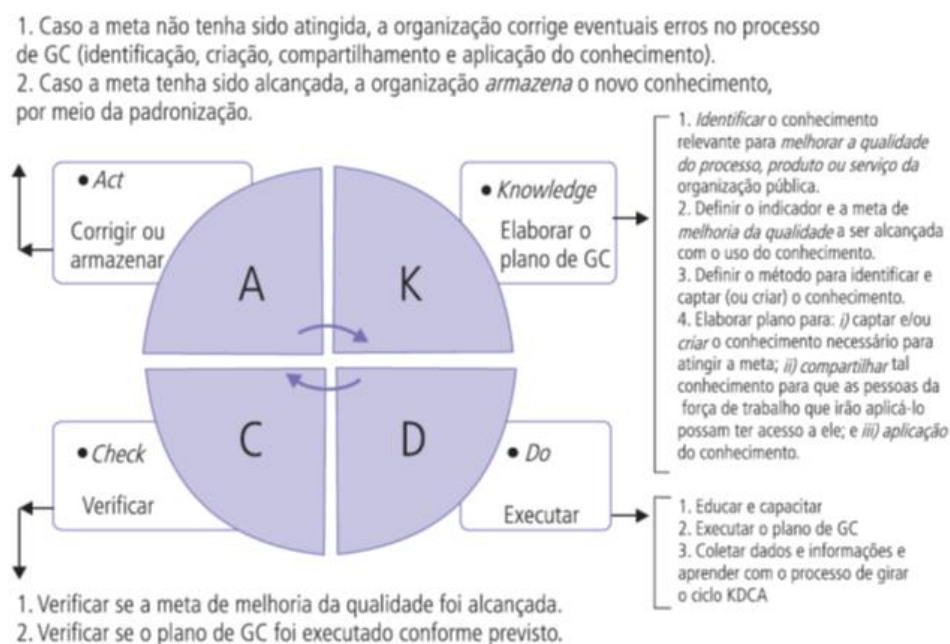 1. Caso a meta não tenha sido atingida, a organização corrige eventuais erros no processo
de GC (identificação, criação, compartilhamento e aplicação do conhecimento).
2. Caso a meta tenha sido alcançada, a organização armazena o novo conhecimento,
por meio da padronização.
• Act
Corrigir ou
armazenar
A
K
• Knowledge
Elaborar o
plano de GC
1. Identificar o conhecimento
relevante para melhorar a qualidade
do processo, produto ou serviço da
organização pública.
2. Definir o indicador e a meta de
melhoria da qualidade a ser alcançada
com o uso do conhecimento.
3. Definir o método para identificar e
captar (ou criar) o conhecimento.
4. Elaborar plano para: i) captar e/ou
criar o conhecimento necessário para
atingir a meta; ii) compartilhar tal
conhecimento para que as pessoas da
força de trabalho que irão aplicá-lo
possam ter acesso a ele; e iii) aplicação
do conhecimento.
• Check
Verificar
C
D
• Do
Executar
1. Educar e capacitar
2. Executar o plano de GC
3. Coletar dados e informações e
aprender com o processo de girar
o ciclo KDCA
1. Verificar se a meta de melhoria da qualidade foi alcançada.
2. Verificar se o plano de GC foi executado conforme previsto.